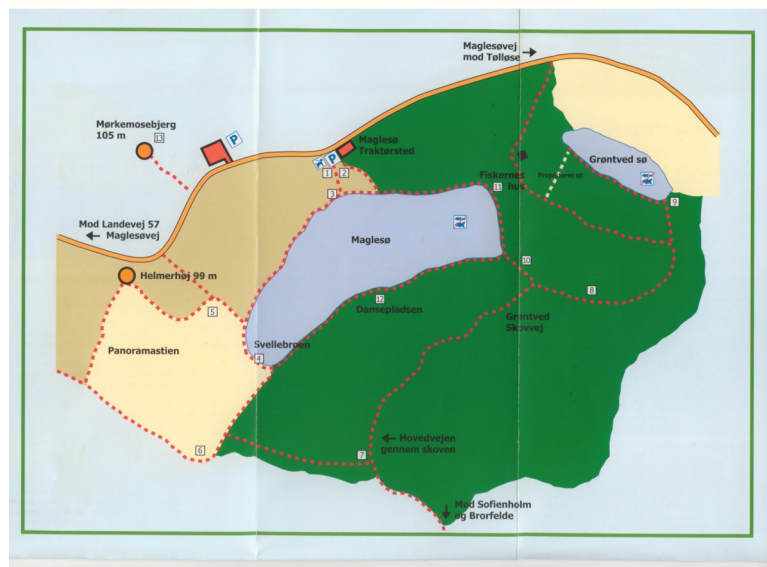 Maglesøvej
mod Tølløse
Mørkemosebjerg
105 m
13
P
Maglesø
Traktørsted
P
1
2
3
Grøntved sø
Fiskernes
hus
Projekteret sti
11
9
Mod Landevej 57
Maglesøvej
Maglesø
10
Helmerhøj 99 m
8
12
Dansepladsen
5
Grøntved
Skovvej
Svellebroen
Panoramastien
4
Hovedvejen
gennem skoven
6
7
Mod Sofienholm
og Brorfelde